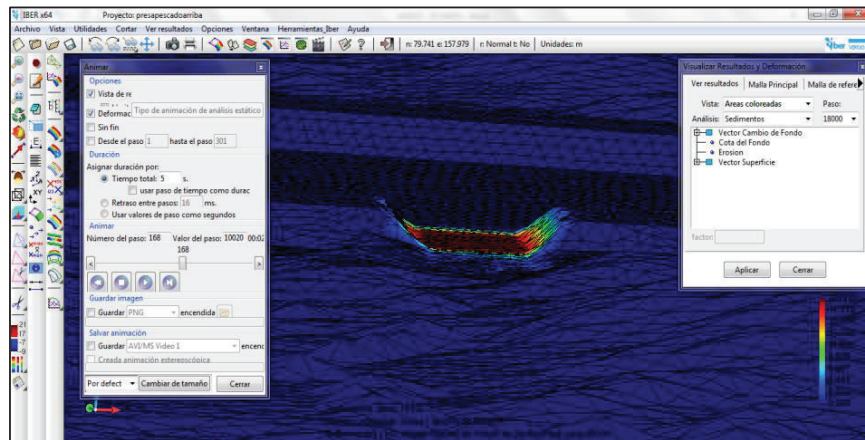 IBER x64 Proyecto: presapescadoarriba
Archivo Vista Utilidades Cortar Ver resultados Opciones Ventana Herramientas_Iber Ayuda
n: 79.741 e: 157.979 r: Normal t: No Unidades: m
Iber
Animar
Opciones
Vista de re
Deformac
Tipo de animación de análisis estático
Sin fin
Desde el paso 1 hasta el paso 301
Duración
Asignar duración por:
Tiempo total: 5 s.
usar paso de tiempo como durac
Retraso entre pasos: 16 ms.
Usar valores de paso como segundos
Animar
Número del paso: 168 Valor del paso: 10020 00:02
168
Guardar imagen
Guardar PNG encendida
Salvar animación
Guardar AVI/MS Video 1 encenc
Creada animación estereoscópica
Por defect Cambiar de tamaño Cerrar
Visualizar Resultados y Deformación
Ver resultados Malla Principal Malla de refere
Vista: Areas coloreadas Paso:
Análisis: Sedimentos 18000
Vector Cambio de Fondo
Cota del Fondo
Erosion
Vector Superficie
factor:
Aplicar Cerrar